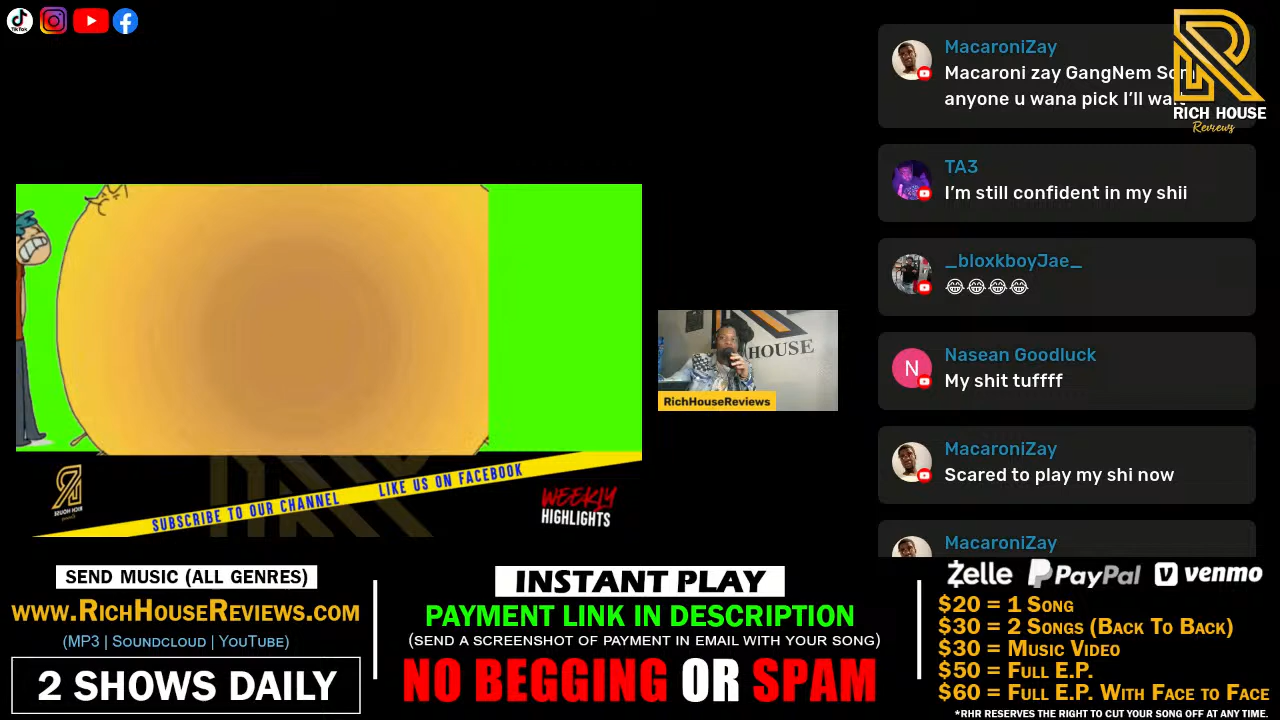 MacaroniZay
Macaroni zay GangNem Som
anyone u wana pick I'll wait
RICH HOUSE
Reviews
TA3
I'm still confident in my shii
_bloxkboyJae_
😂😂😂😂
Nasean Goodluck
N
My shit tuffff
MacaroniZay
Scared to play my shi now
MacaroniZay
HOUSE
RichHouseReviews
SUBSCRIBE TO OUR CHANNEL
LIKE US ON FACEBOOK
WEEKLY
HIGHLIGHTS
SEND MUSIC (ALL GENRES)
www.RichHouseReviews.com
(MP3 | Soundcloud | YouTube)
2 SHOWS DAILY
INSTANT PLAY
PAYMENT LINK IN DESCRIPTION
(SEND A SCREENSHOT OF PAYMENT IN EMAIL WITH YOUR SONG)
NO BEGGING OR SPAM
Zelle PayPal venmo
$20 = 1 Song
$30 = 2 Songs (Back To Back)
$30 = Music Video
$50 = Full E.P.
$60 = Full E.P. With Face to Face
*RHR RESERVES THE RIGHT TO CUT YOUR SONG OFF AT ANY TIME.